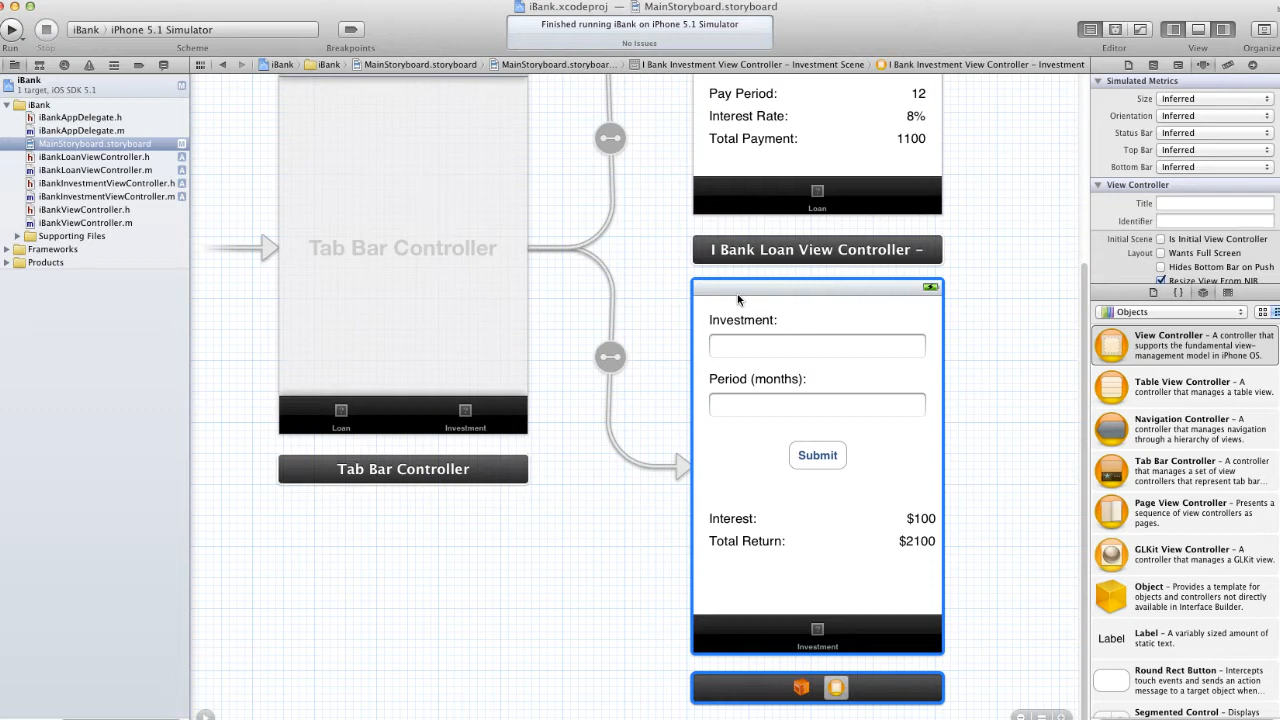 iBank.xcodeproj — MainStoryboard.storyboard
Run
Stop
iBank
iPhone 5.1 Simulator
Scheme
Breakpoints
Finished running iBank on iPhone 5.1 Simulator
No Issues
Editor
View
Organize
iBank
iBank
MainStoryboard.storyboard
MainStoryboard.storyboar...
I Bank Investment View Controller – Investment Scene
I Bank Investment View Controller – Investment
iBank
1 target, iOS SDK 5.1
M
iBank
iBankAppDelegate.h
iBankAppDelegate.m
MainStoryboard.storyboard
M
iBankLoanViewController.h
A
iBankLoanViewController.m
A
iBankInvestmentViewController.h
A
iBankInvestmentViewController.m
A
iBankViewController.h
iBankViewController.m
Supporting Files
Frameworks
Products
Tab Bar Controller
Loan
Investment
Tab Bar Controller
Pay Period:
12
Interest Rate:
8%
Total Payment:
1100
Loan
I Bank Loan View Controller –
Investment:
Period (months):
Submit
Interest:
$100
Total Return:
$2100
Investment
Simulated Metrics
Size
Inferred
Orientation
Inferred
Status Bar
Inferred
Top Bar
Inferred
Bottom Bar
Inferred
View Controller
Title
Identifier
Initial Scene
Is Initial View Controller
Layout
Wants Full Screen
Hides Bottom Bar on Push
Resize View From NIB
Objects
View Controller – A controller that
supports the fundamental view-
management model in iPhone OS.
Table View Controller – A
controller that manages a table view.
Navigation Controller – A
controller that manages navigation
through a hierarchy of views.
Tab Bar Controller – A controller
that manages a set of view
controllers that represent tab bar...
Page View Controller – Presents a
sequence of view controllers as
pages.
GLKit View Controller – A
controller that manages a GLKit view.
Object – Provides a template for
objects and controllers not directly
available in Interface Builder.
Label
Label – A variably sized amount of
static text.
Round Rect Button – Intercepts
touch events and sends an action
message to a target object when...
Segmented Control – Displays